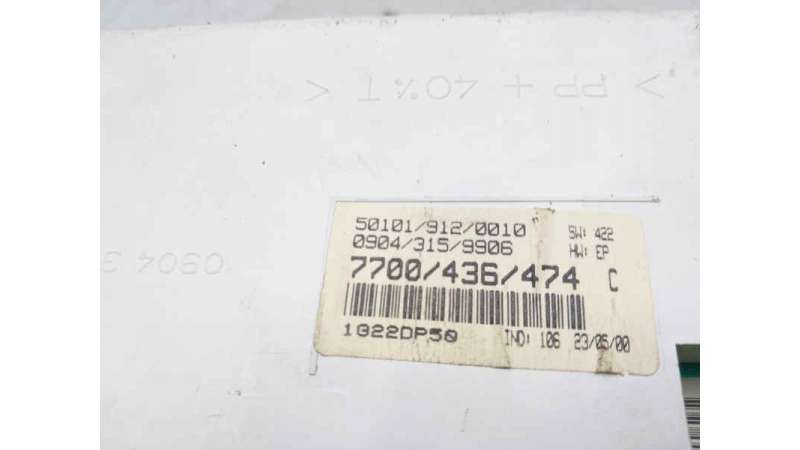 > PP + 40% T <
50101/912/0010
SW: 422
0904/315/9906
HW: EP
7700/436/474 C
1G22DP50
IND: 106 23/05/00
0904 3